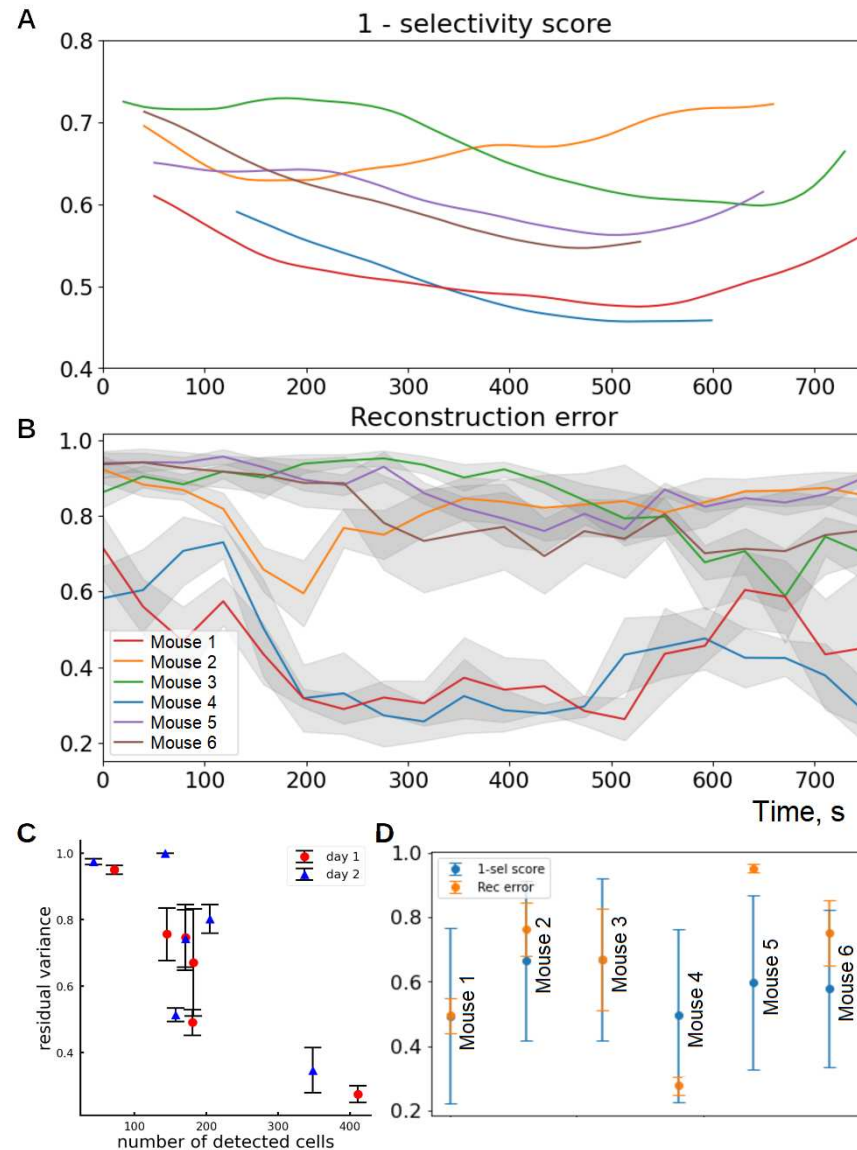 A
1 - selectivity score
0.8
0.7
0.6
0.5
0.4
0 100 200 300 400 500 600 700
B
Reconstruction error
1.0
0.8
0.6
0.4
0.2
Mouse 1
Mouse 2
Mouse 3
Mouse 4
Mouse 5
Mouse 6
0 100 200 300 400 500 600 700
Time, s
C
residual variance
1.0
0.8
0.6
0.4
day 1
day 2
100 200 300 400
number of detected cells
D
1.0
0.8
0.6
0.4
0.2
1-sel score
Rec error
Mouse 1
Mouse 2
Mouse 3
Mouse 4
Mouse 5
Mouse 6